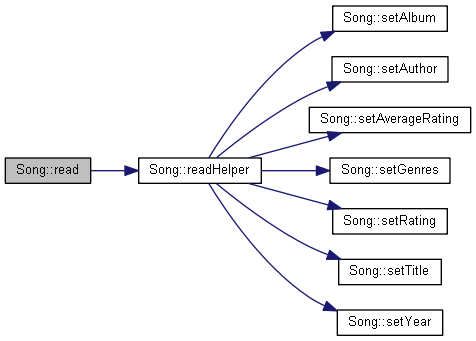 Song::read
Song::readHelper
Song::setAlbum
Song::setAuthor
Song::setAverageRating
Song::setGenres
Song::setRating
Song::setTitle
Song::setYear